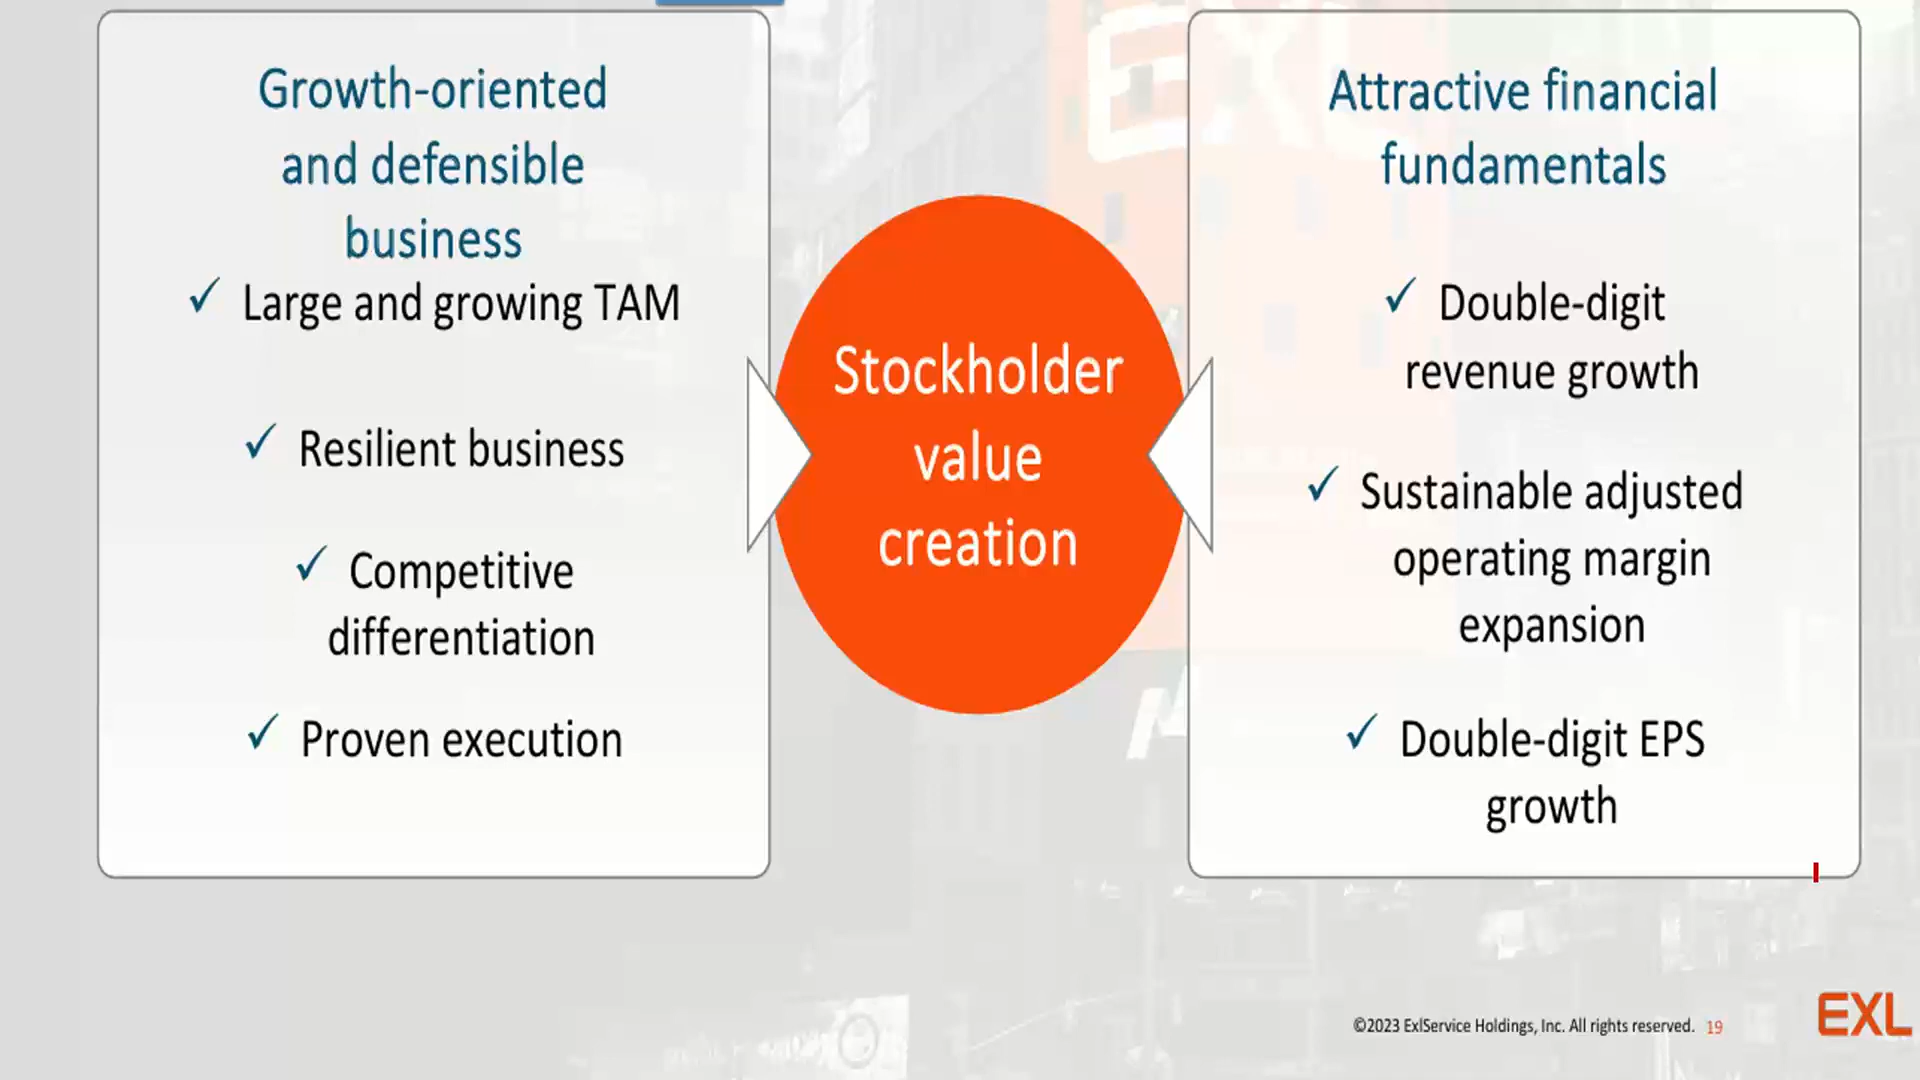 Growth-oriented
and defensible
business
✓ Large and growing TAM
✓ Resilient business
✓ Competitive
differentiation
✓ Proven execution
Stockholder
value
creation
EXL
Attractive financial
fundamentals
✓ Double-digit
revenue growth
✓ Sustainable adjusted
operating margin
expansion
✓ Double-digit EPS
growth
©2023 ExlService Holdings, Inc. All rights reserved. 19
EXL